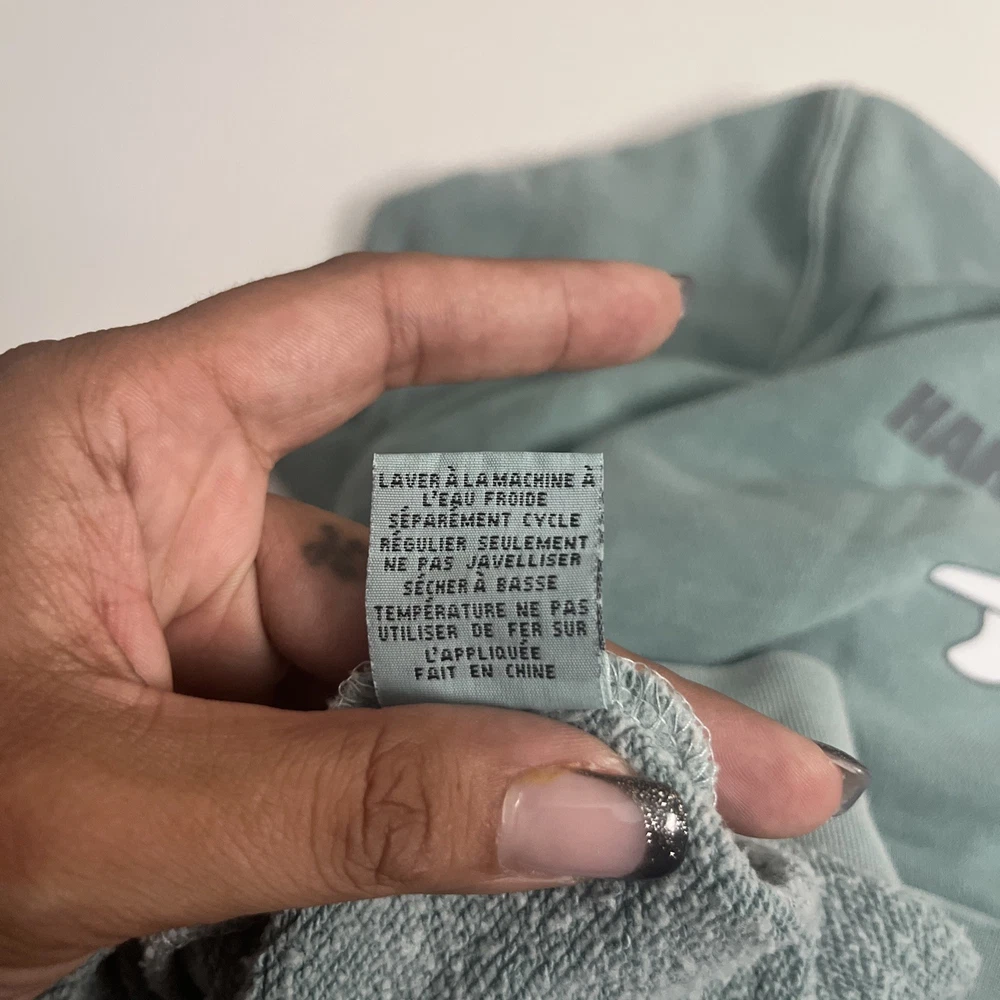 LAVER À LA MACHINE À
L'EAU FROIDE
SÉPARÉMENT CYCLE
RÉGULIER SEULEMENT
NE PAS JAVELLISER
SÉCHER À BASSE
TEMPÉRATURE NE PAS
UTILISER DE FER SUR
L'APPLIQUÉE
FAIT EN CHINE